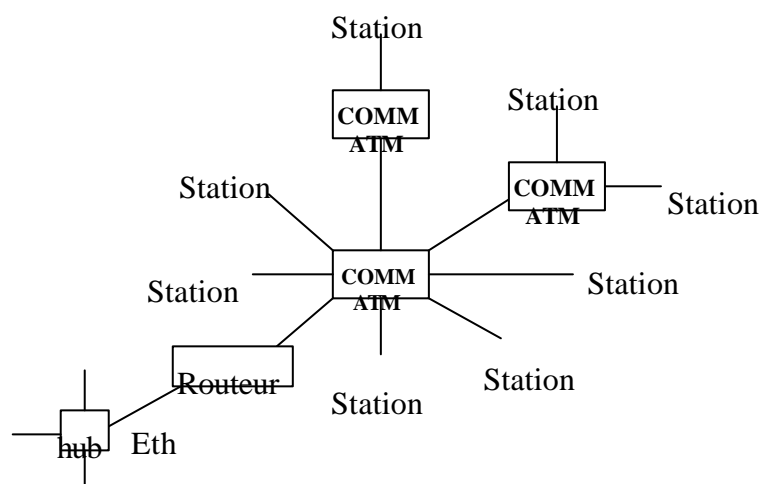 Station
COMM
ATM
Station
COMM
ATM
Station
Station
COMM
ATM
Station
Station
Routeur
Station
Station
hub
Eth